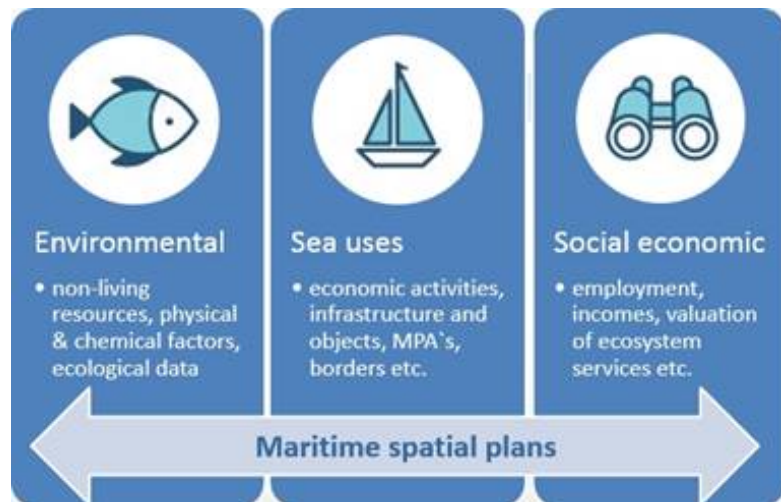 Environmental
• non-living
resources, physical
& chemical factors,
ecological data
Sea uses
• economic activities,
infrastructure and
objects, MPA`s,
borders etc.
Social economic
• employment,
incomes, valuation
of ecosystem
services etc.
Maritime spatial plans